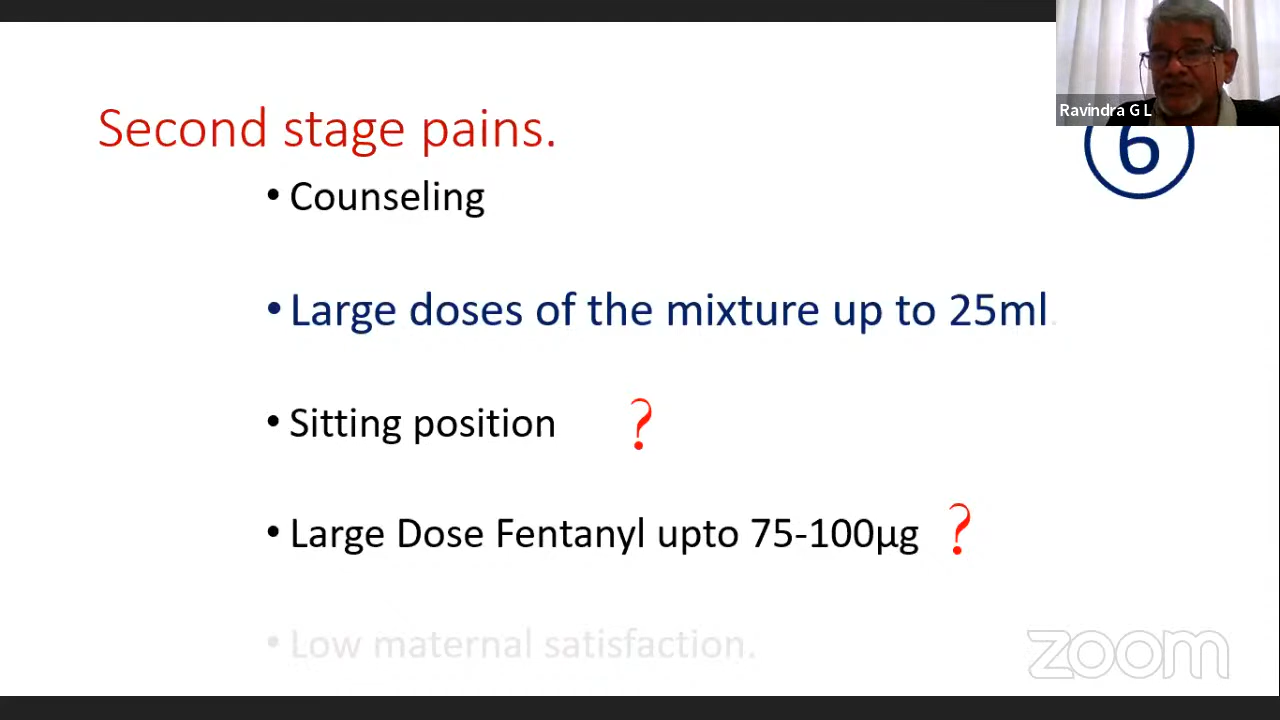 Ravindra G L
6
Second stage pains.
• Counseling
• Large doses of the mixture up to 25ml.
• Sitting position ?
• Large Dose Fentanyl upto 75-100µg ?
• Low maternal satisfaction.
zoom